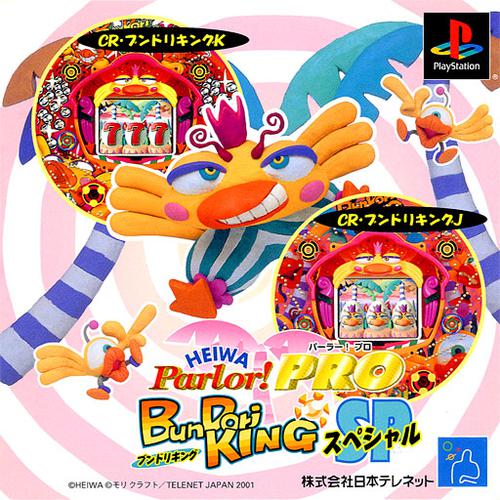 CR・ブンドリキングK
PlayStation
®
777
CR・ブンドリキングJ
HEIWA
パーラー!プロ
Parlor! PRO
BunDori
KING
SP
ブンドリキング
スペシャル
©HEIWA ©モリクラフト/TELENET JAPAN 2001
株式会社日本テレネット